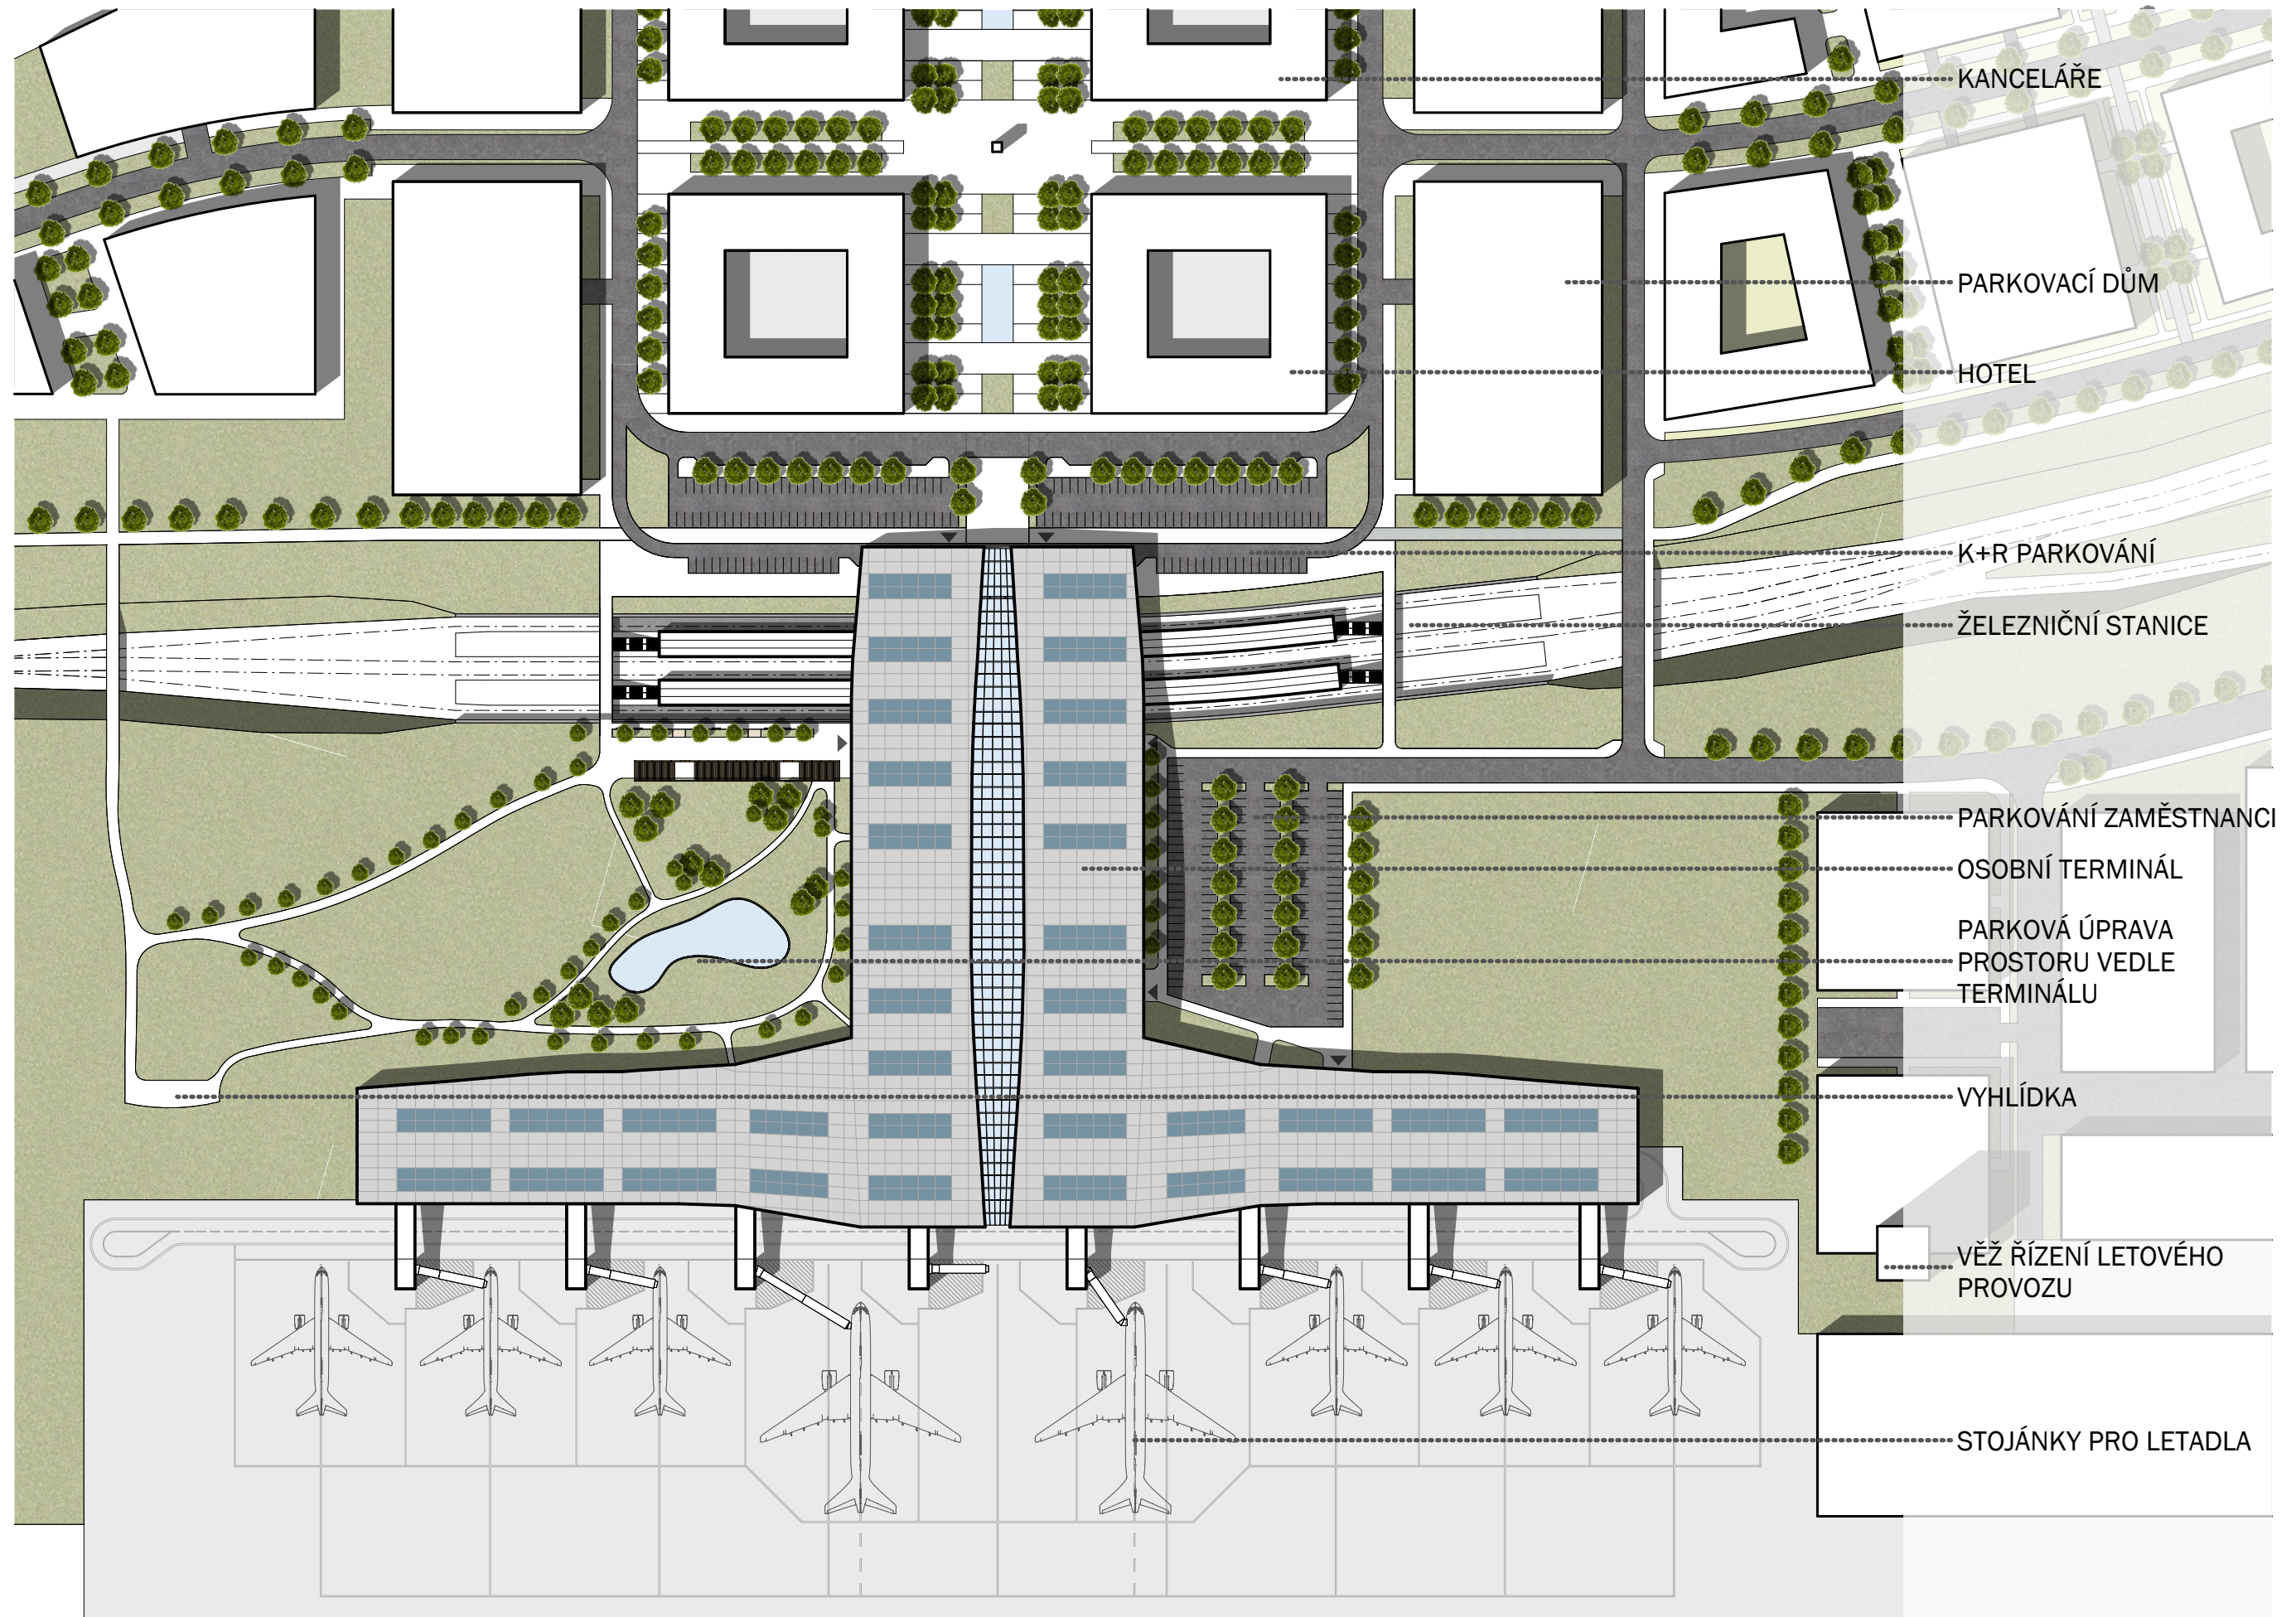 KANCELÁŘE
PARKOVACÍ DŮM
HOTEL
K+R PARKOVÁNÍ
ŽELEZNIČNÍ STANICE
PARKOVÁNÍ ZAMĚSTNANCI
OSOBNÍ TERMINÁL
PARKOVÁ ÚPRAVA
PROSTORU VEDLE
TERMINÁLU
VYHLÍDKA
VĚŽ ŘÍZENÍ LETOVÉHO
PROVOZU
STOJÁNKY PRO LETADLA